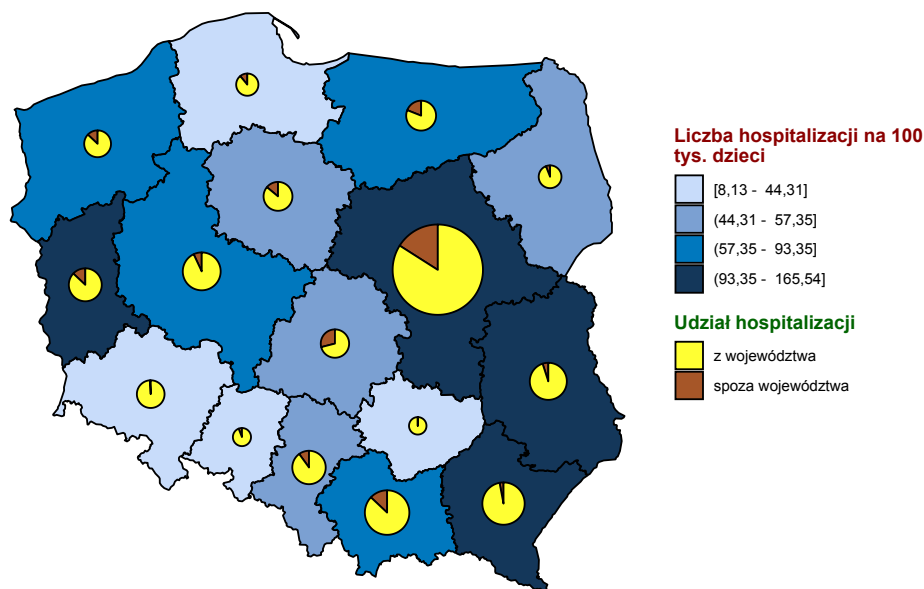 Liczba hospitalizacji na 100
tys. dzieci
[8,13 - 44,31]
(44,31 - 57,35]
(57,35 - 93,35]
(93,35 - 165,54]
Udział hospitalizacji
z województwa
spoza województwa